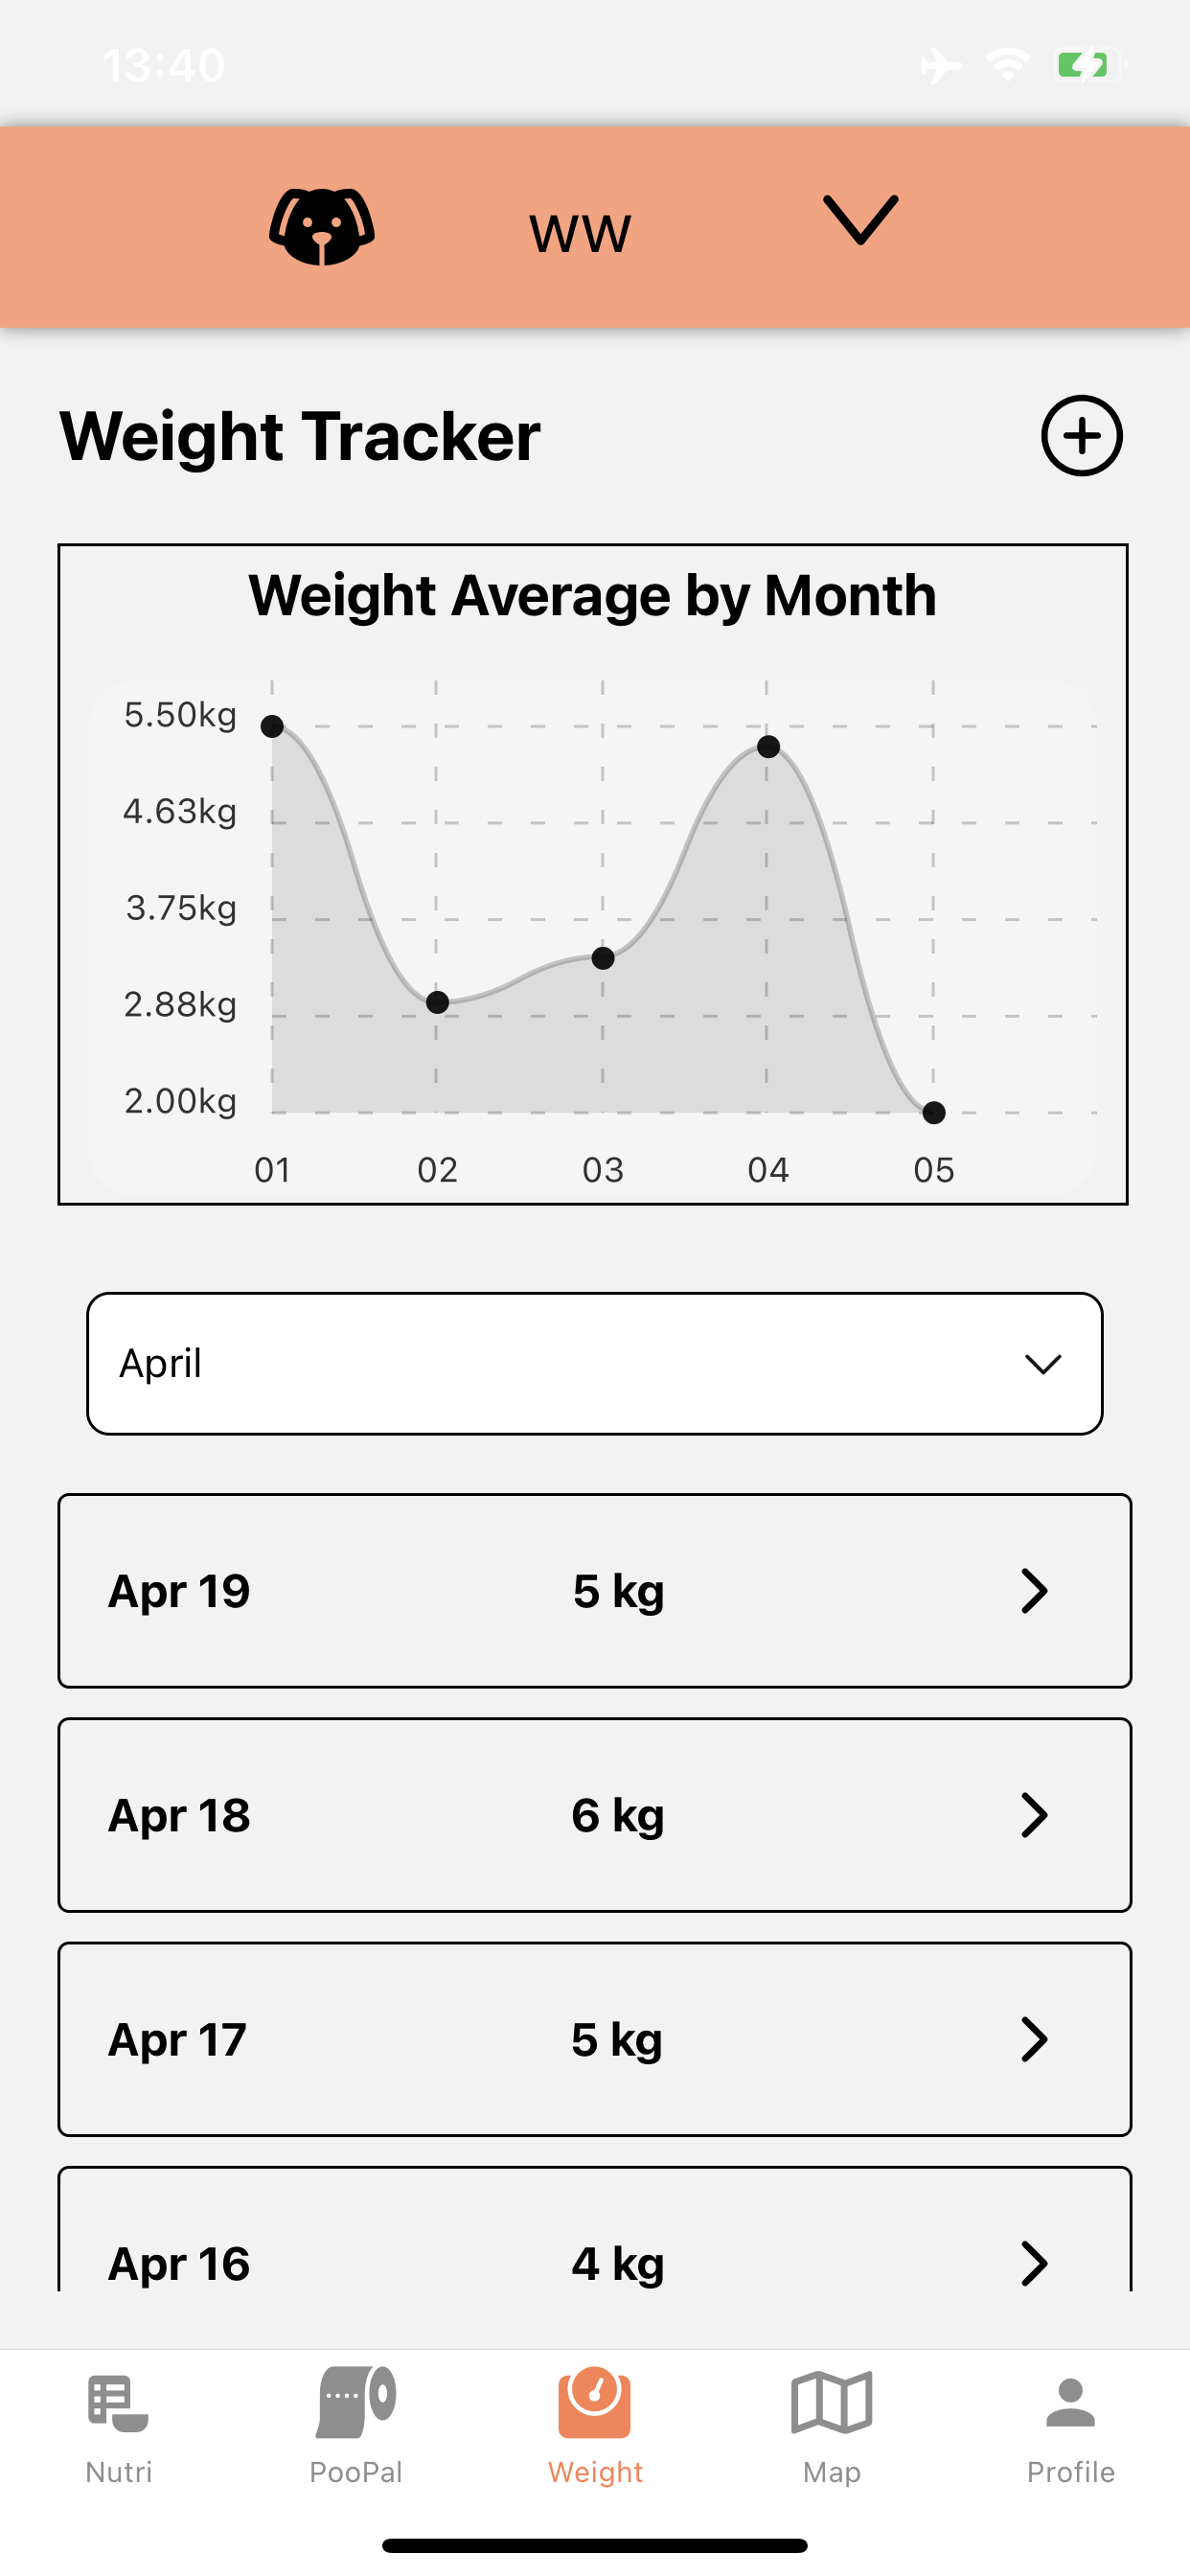 13:40
ww
Weight Tracker
Weight Average by Month
5.50kg
4.63kg
3.75kg
2.88kg
2.00kg
01 02 03 04 05
April
Apr 19 5 kg
Apr 18 6 kg
Apr 17 5 kg
Apr 16 4 kg
Nutri PooPal Weight Map Profile